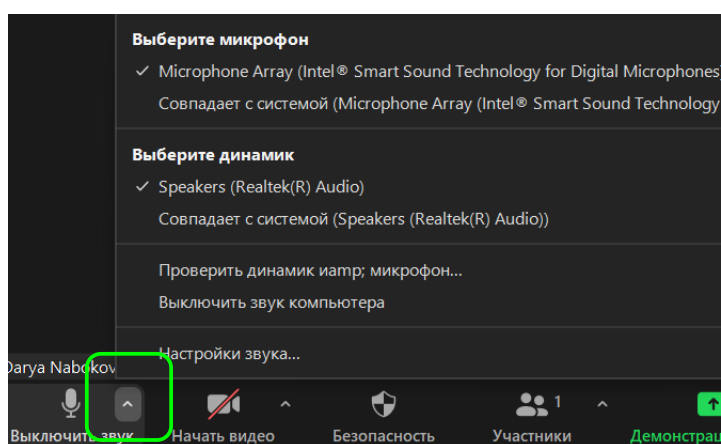 Выберите микрофон
✓ Microphone Array (Intel® Smart Sound Technology for Digital Microphones)
Совпадает с системой (Microphone Array (Intel® Smart Sound Technology
Выберите динамик
✓ Speakers (Realtek(R) Audio)
Совпадает с системой (Speakers (Realtek(R) Audio))
Проверить динамик иamp; микрофон...
Выключить звук компьютера
Настройки звука...
Darya Nabokov
1
Выключить звук
Начать видео
Безопасность
Участники
Демонстрац